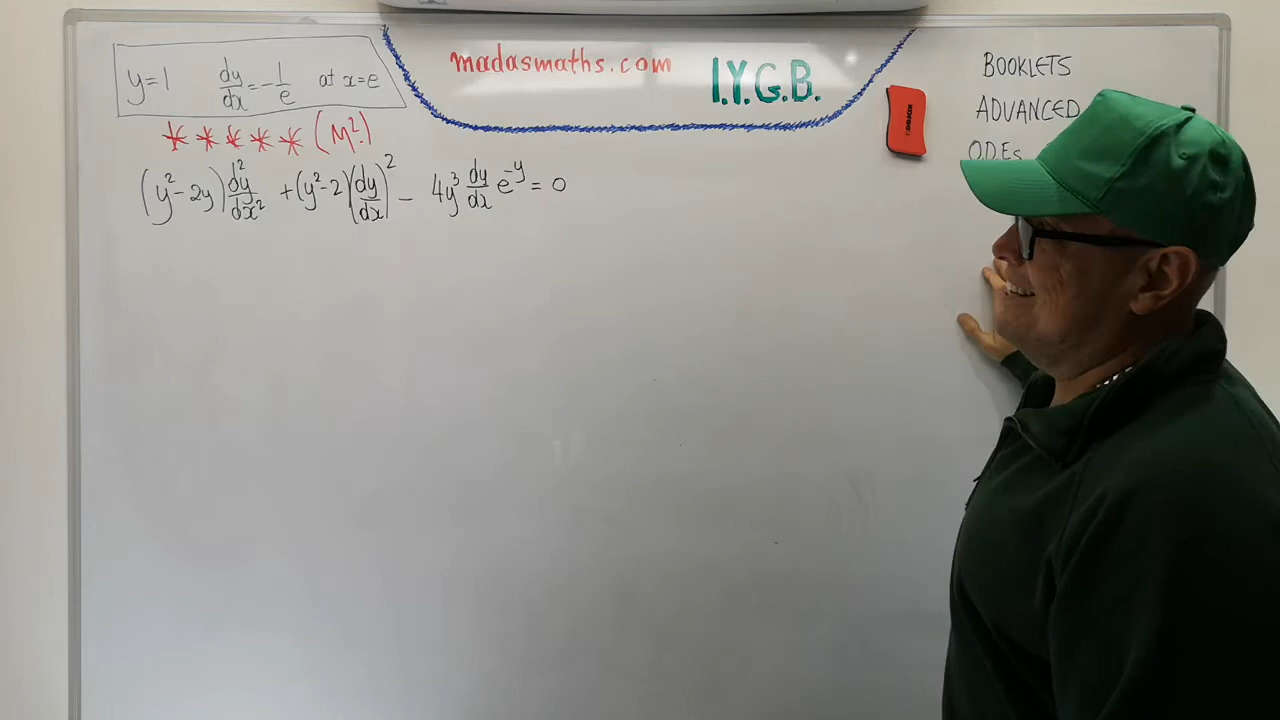 y=1 dy/dx=-1/e at x=e
madasmaths.com
I.Y.G.B.
BOOKLETS
ADVANCED
ODEs
***** (M²)
(y²-2y) d²y/dx² + (y²-2)(dy/dx)² - 4y³ dy/dx e^-y = 0